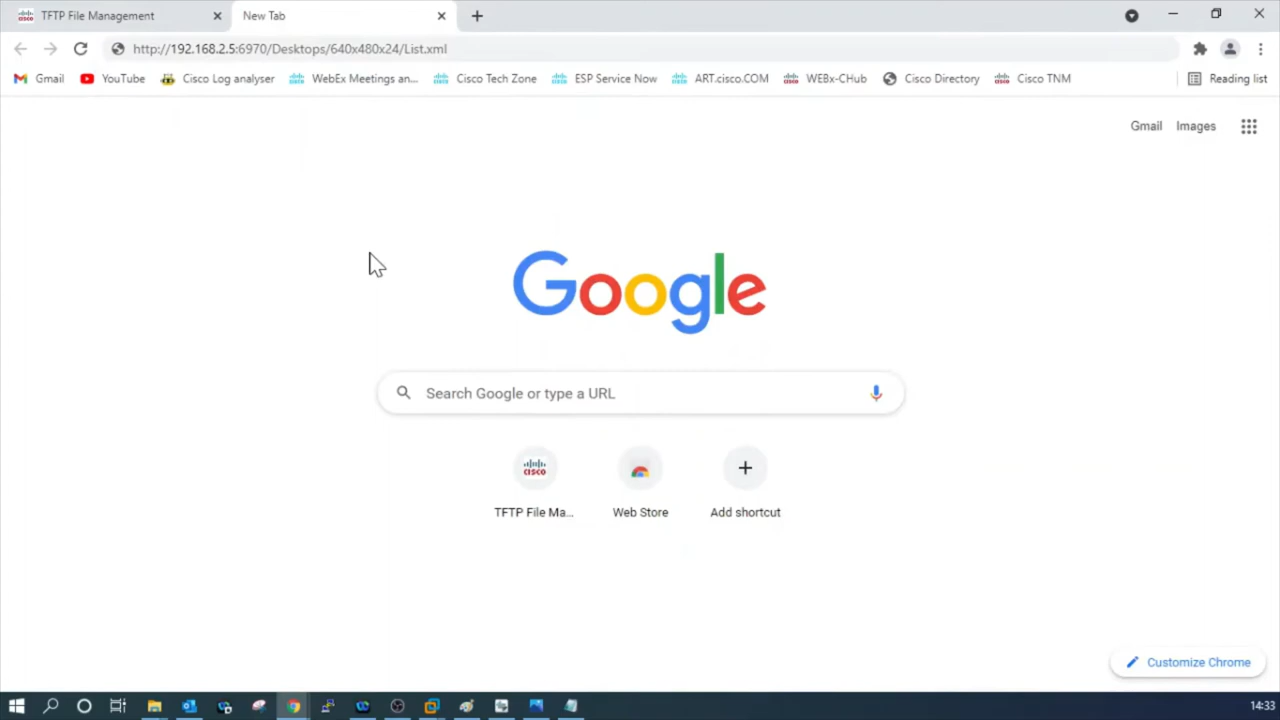 TFTP File Management
New Tab
http://192.168.2.5:6970/Desktops/640x480x24/List.xml
Gmail
YouTube
Cisco Log analyser
WebEx Meetings an...
Cisco Tech Zone
ESP Service Now
ART.cisco.COM
WEBx-CHub
Cisco Directory
Cisco TNM
Reading list
Gmail
Images
Google
Search Google or type a URL
CISCO
TFTP File Ma...
Web Store
Add shortcut
Customize Chrome
14:33